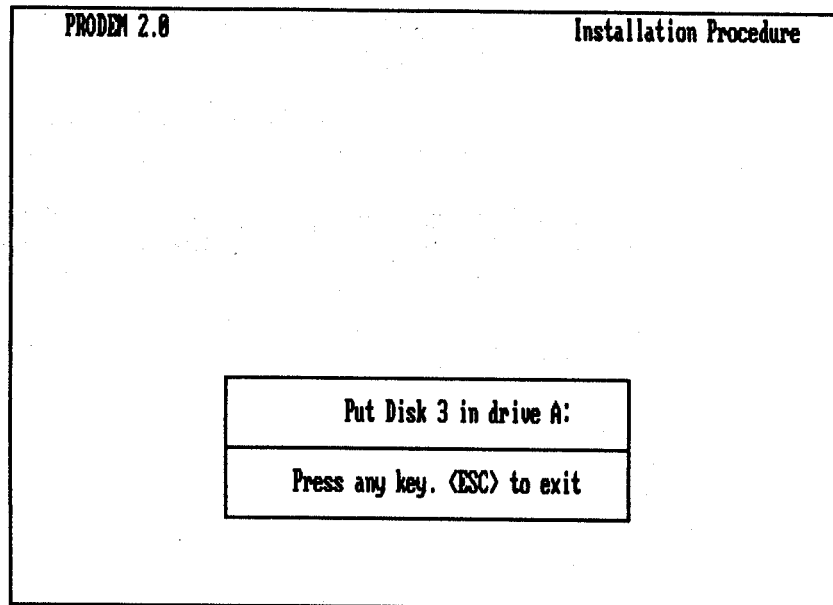 PRODEM 2.0
Installation Procedure
Put Disk 3 in drive A:
Press any key. <ESC> to exit